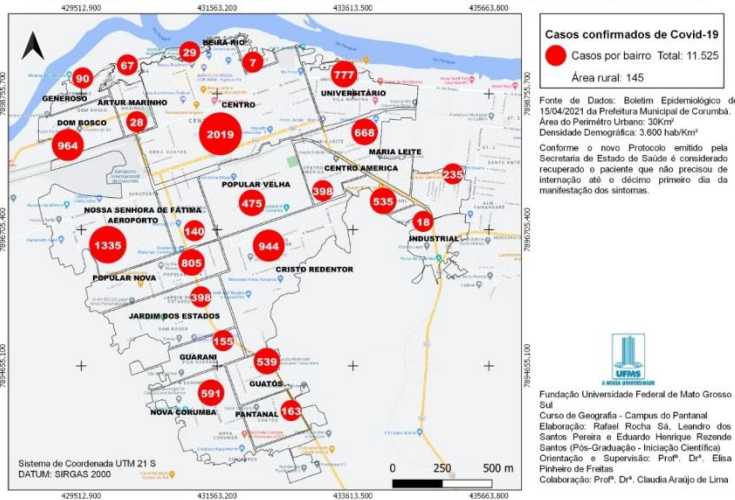 429512.900
431563.200
433613.500
435663.800
7898755.700
7896705.400
7894655.100
29
BEIRA RIO
67
7
90
777
GENEROSO
ARTUR MARINHO
CENTRO
UNIVERSITÁRIO
DOM BOSCO
28
2019
668
964
MARIA LEITE
CENTRO AMERICA
235
POPULAR VELHA
398
475
535
NOSSA SENHORA DE FÁTIMA
AEROPORTO
140
18
1335
944
INDUSTRIAL
805
CRISTO REDENTOR
POPULAR NOVA
398
JARDIM DOS ESTADOS
155
GUARANI
539
GUATÓS
591
NOVA CORUMBA
PANTANAL
163
Sistema de Coordenada UTM 21 S
DATUM: SIRGAS 2000
0 250 500 m
Casos confirmados de Covid-19
Casos por bairro Total: 11.525
Área rural: 145
Fonte de Dados: Boletim Epidemiológico de
15/04/2021 da Prefeitura Municipal de Corumbá.
Área do Perímetro Urbano: 30Km²
Densidade Demográfica: 3.600 hab/Km²
Conforme o novo Protocolo emitido pela
Secretaria de Estado de Saúde é considerado
recuperado o paciente que não precisou de
internação até o décimo primeiro dia da
manifestação dos sintomas.
UFMS
A NOSSA UNIVERSIDADE
Fundação Universidade Federal de Mato Grosso
Sul
Curso de Geografia - Campus do Pantanal
Elaboração: Rafael Rocha Sá, Leandro dos
Santos Pereira e Eduardo Henrique Rezende
Santos (Pós-Graduação - Iniciação Científica)
Orientação e Supervisão: Profª. Drª. Elisa
Pinheiro de Freitas
Colaboração: Profª. Drª. Claudia Araújo de Lima